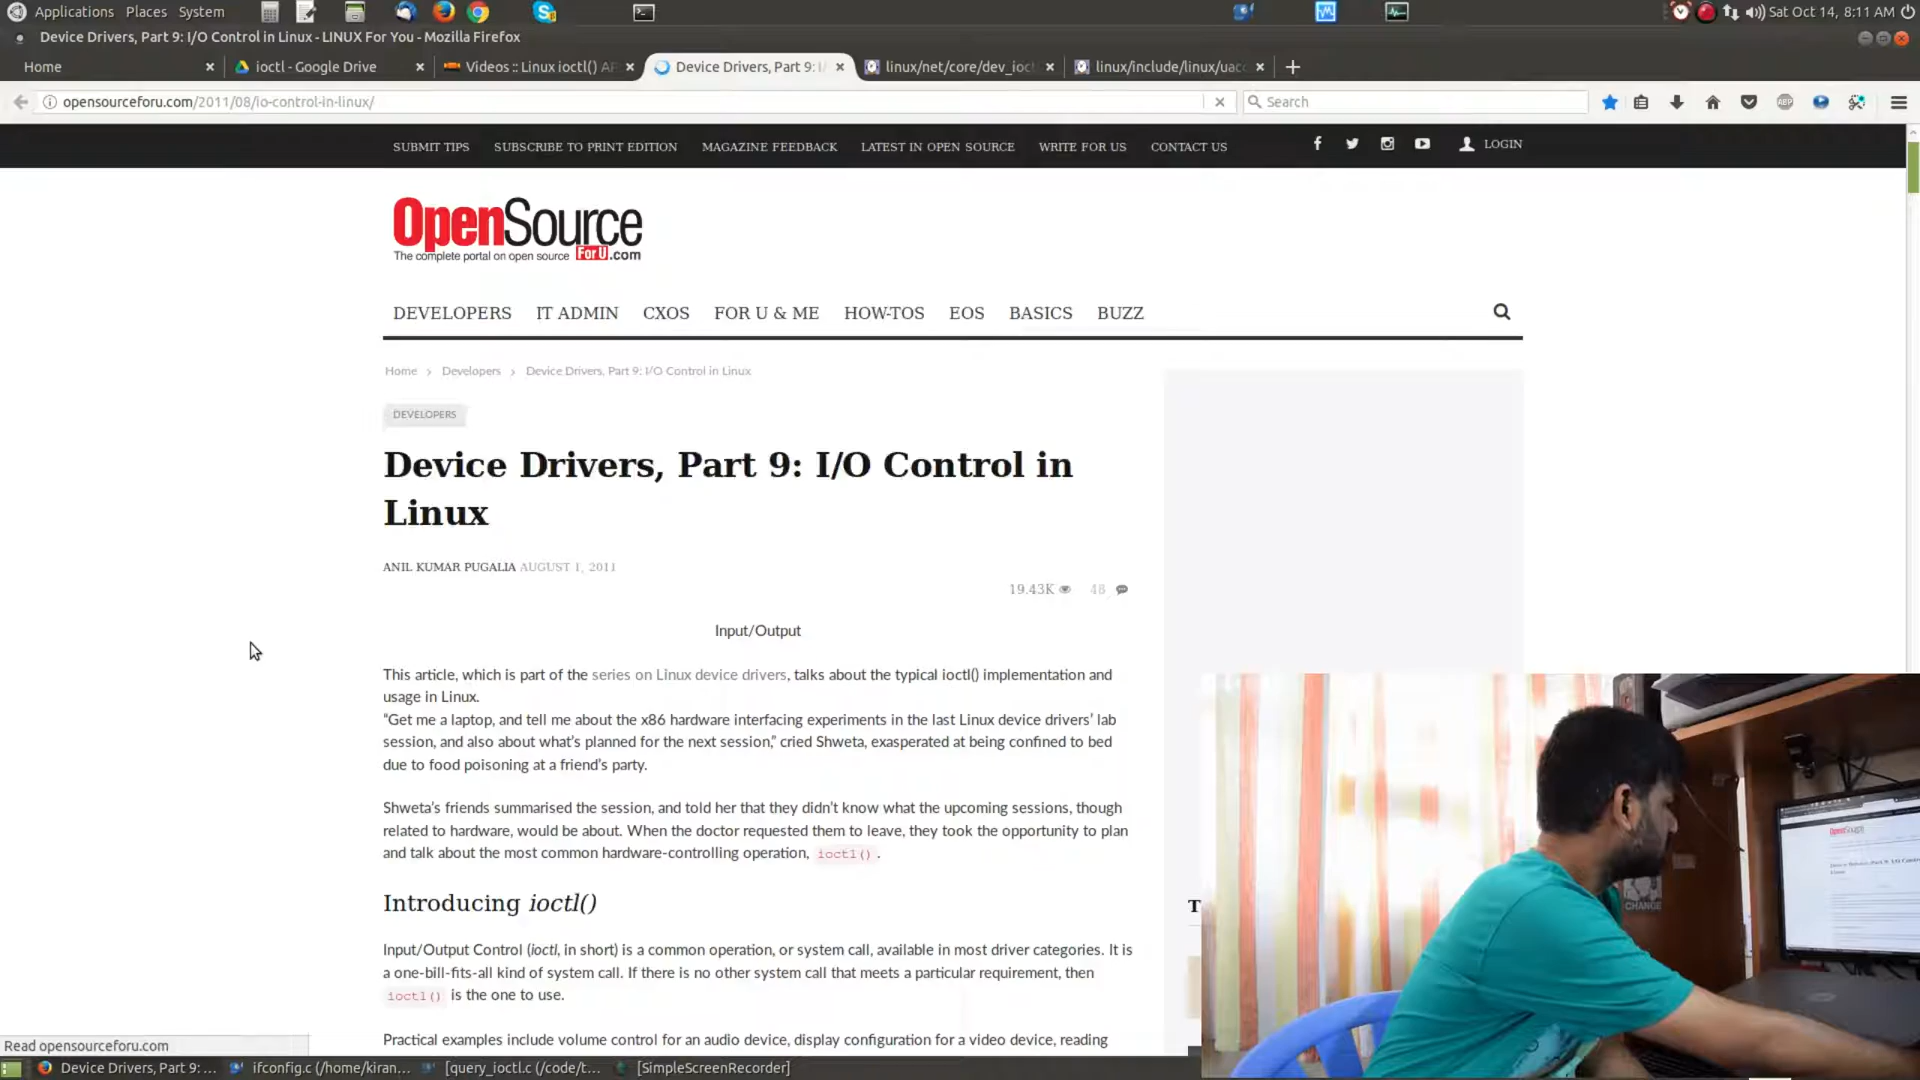 Applications Places System
Sat Oct 14, 8:11 AM
Device Drivers, Part 9: I/O Control in Linux - LINUX For You - Mozilla Firefox
Home
ioctl - Google Drive
Videos :: Linux ioctl() AP
Device Drivers, Part 9: I/
linux/net/core/dev_ioct
linux/include/linux/uacc
opensourceforu.com/2011/08/io-control-in-linux/
Search
ABP
SUBMIT TIPS SUBSCRIBE TO PRINT EDITION MAGAZINE FEEDBACK LATEST IN OPEN SOURCE WRITE FOR US CONTACT US LOGIN
OpenSource
The complete portal on open source For U .com
DEVELOPERS IT ADMIN CXOS FOR U & ME HOW-TOS EOS BASICS BUZZ
Home › Developers › Device Drivers, Part 9: I/O Control in Linux
DEVELOPERS
Device Drivers, Part 9: I/O Control in
Linux
ANIL KUMAR PUGALIA AUGUST 1, 2011
19.43K 48
Input/Output
This article, which is part of the series on Linux device drivers, talks about the typical ioctl() implementation and
usage in Linux.
“Get me a laptop, and tell me about the x86 hardware interfacing experiments in the last Linux device drivers’ lab
session, and also about what’s planned for the next session,” cried Shweta, exasperated at being confined to bed
due to food poisoning at a friend’s party.
Shweta’s friends summarised the session, and told her that they didn’t know what the upcoming sessions, though
related to hardware, would be about. When the doctor requested them to leave, they took the opportunity to plan
and talk about the most common hardware-controlling operation, ioctl() .
Introducing ioctl()
Input/Output Control (ioctl, in short) is a common operation, or system call, available in most driver categories. It is
a one-bill-fits-all kind of system call. If there is no other system call that meets a particular requirement, then
ioctl() is the one to use.
Practical examples include volume control for an audio device, display configuration for a video device, reading
CHANGE
Read opensourceforu.com
Device Drivers, Part 9: ...
ifconfig.c (/home/kiran...
[query_ioctl.c (/code/t...
[SimpleScreenRecorder]